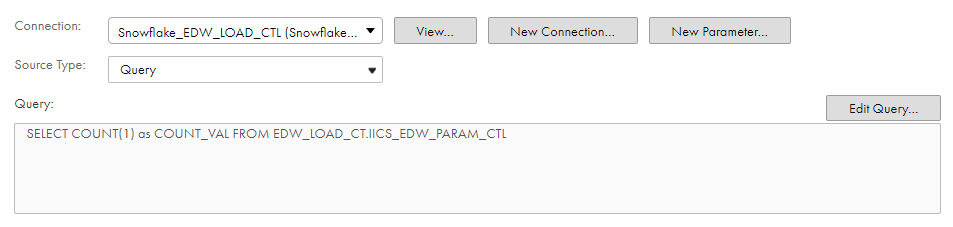 Connection: Snowflake_EDW_LOAD_CTL (Snowflake... View... New Connection... New Parameter...
Source Type: Query
Query: Edit Query...
SELECT COUNT(1) as COUNT_VAL FROM EDW_LOAD_CT.IICS_EDW_PARAM_CTL